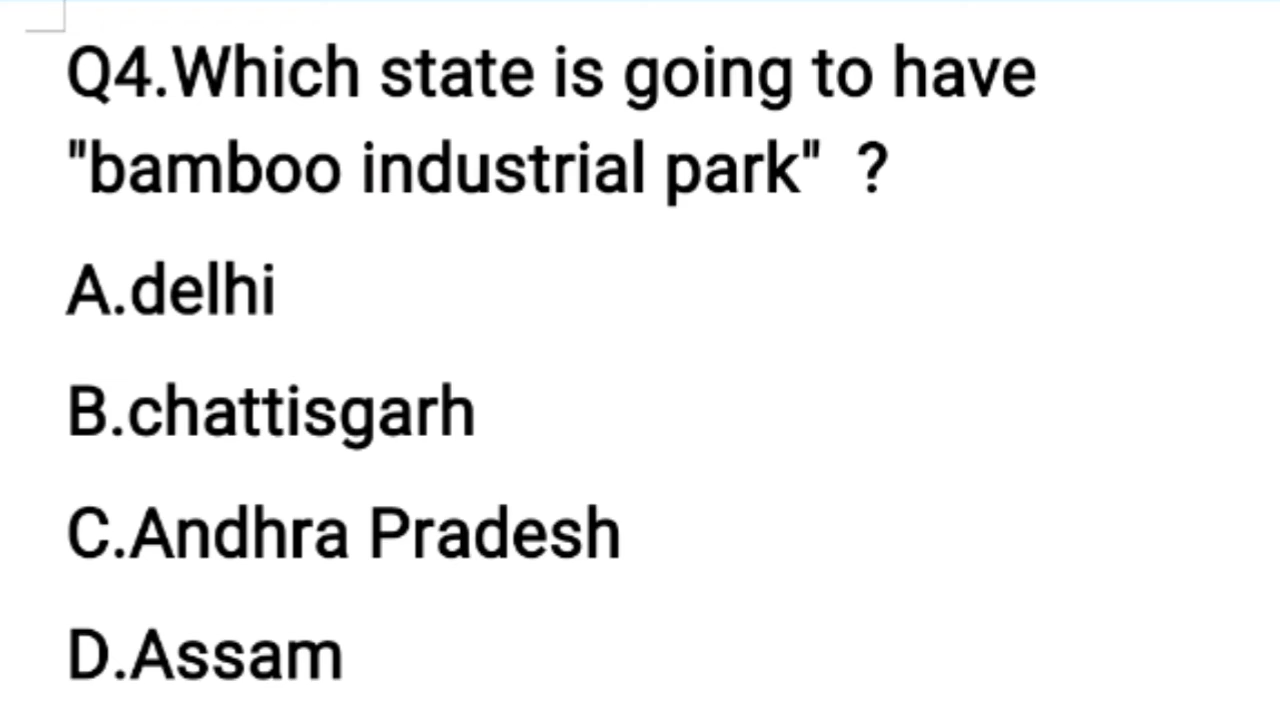 Q4.Which state is going to have
"bamboo industrial park" ?
A.delhi
B.chattisgarh
C.Andhra Pradesh
D.Assam